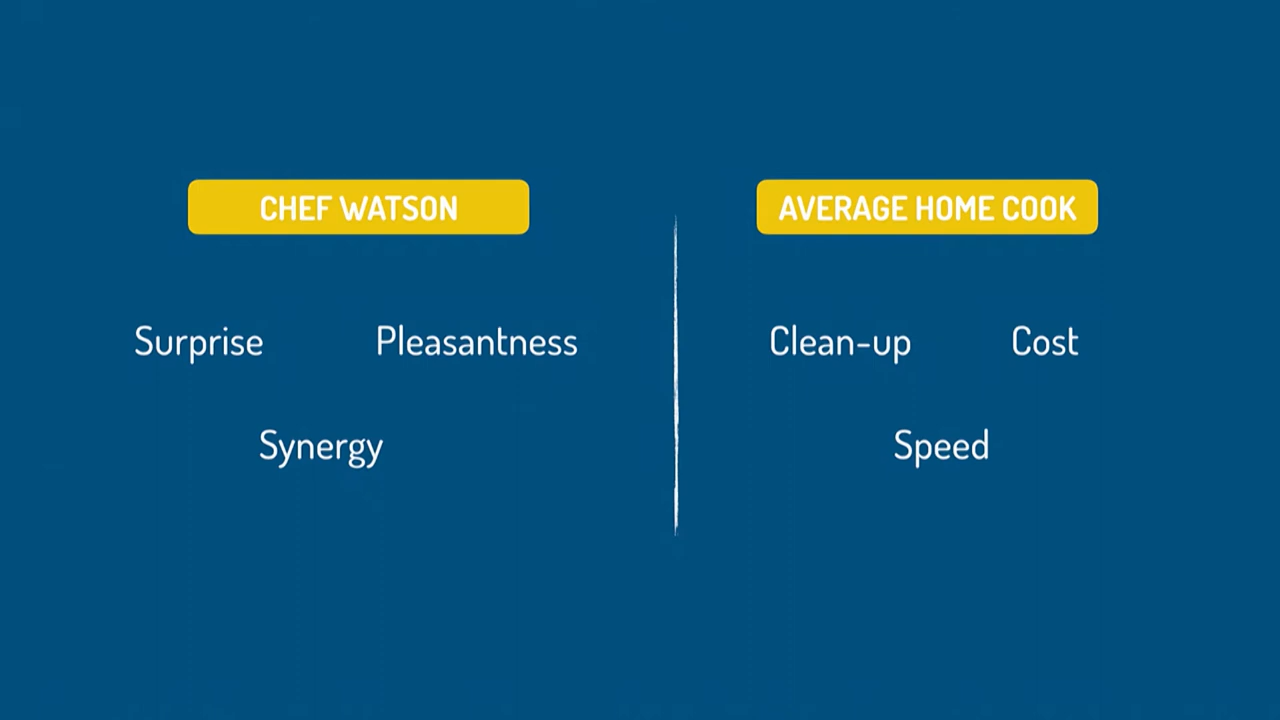 CHEF WATSON
Surprise Pleasantness
Synergy
AVERAGE HOME COOK
Clean-up Cost
Speed